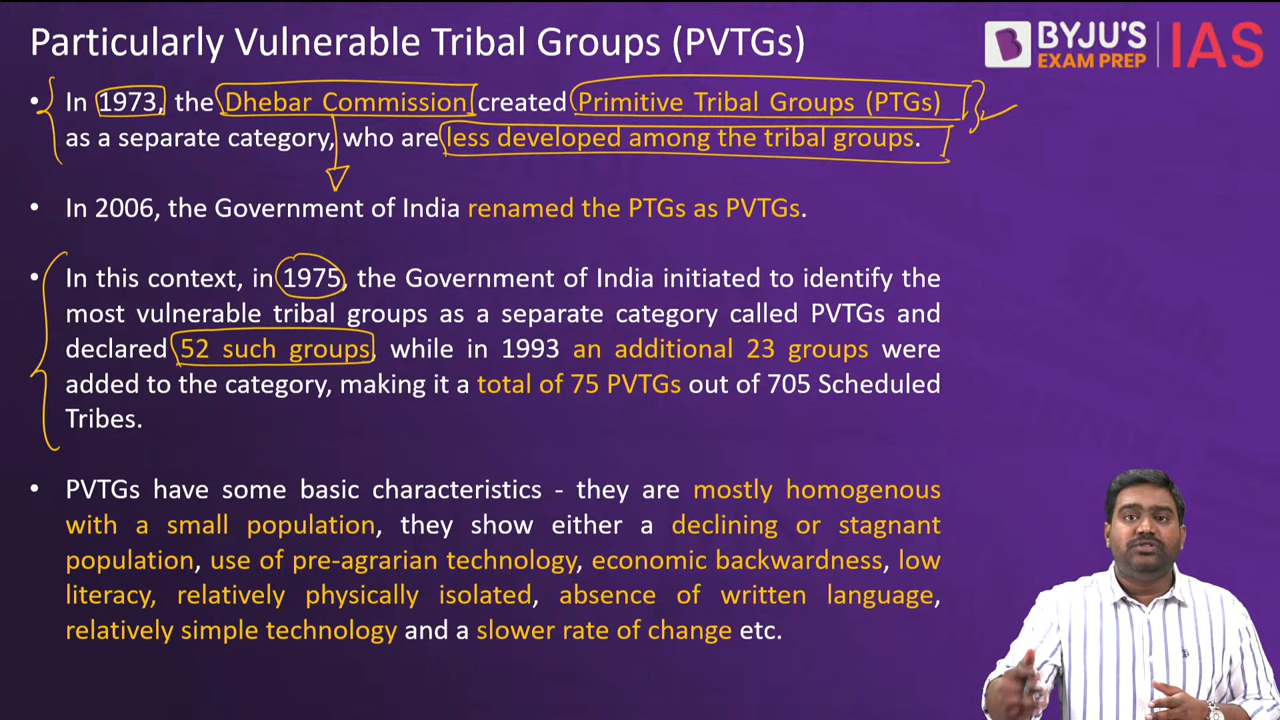 Particularly Vulnerable Tribal Groups (PVTGs)
BYJU'S
EXAM PREP
IAS
• In 1973, the Dhebar Commission created Primitive Tribal Groups (PTGs)
as a separate category, who are less developed among the tribal groups.
• In 2006, the Government of India renamed the PTGs as PVTGs.
• In this context, in 1975, the Government of India initiated to identify the
most vulnerable tribal groups as a separate category called PVTGs and
declared 52 such groups, while in 1993 an additional 23 groups were
added to the category, making it a total of 75 PVTGs out of 705 Scheduled
Tribes.
• PVTGs have some basic characteristics - they are mostly homogenous
with a small population, they show either a declining or stagnant
population, use of pre-agrarian technology, economic backwardness, low
literacy, relatively physically isolated, absence of written language,
relatively simple technology and a slower rate of change etc.